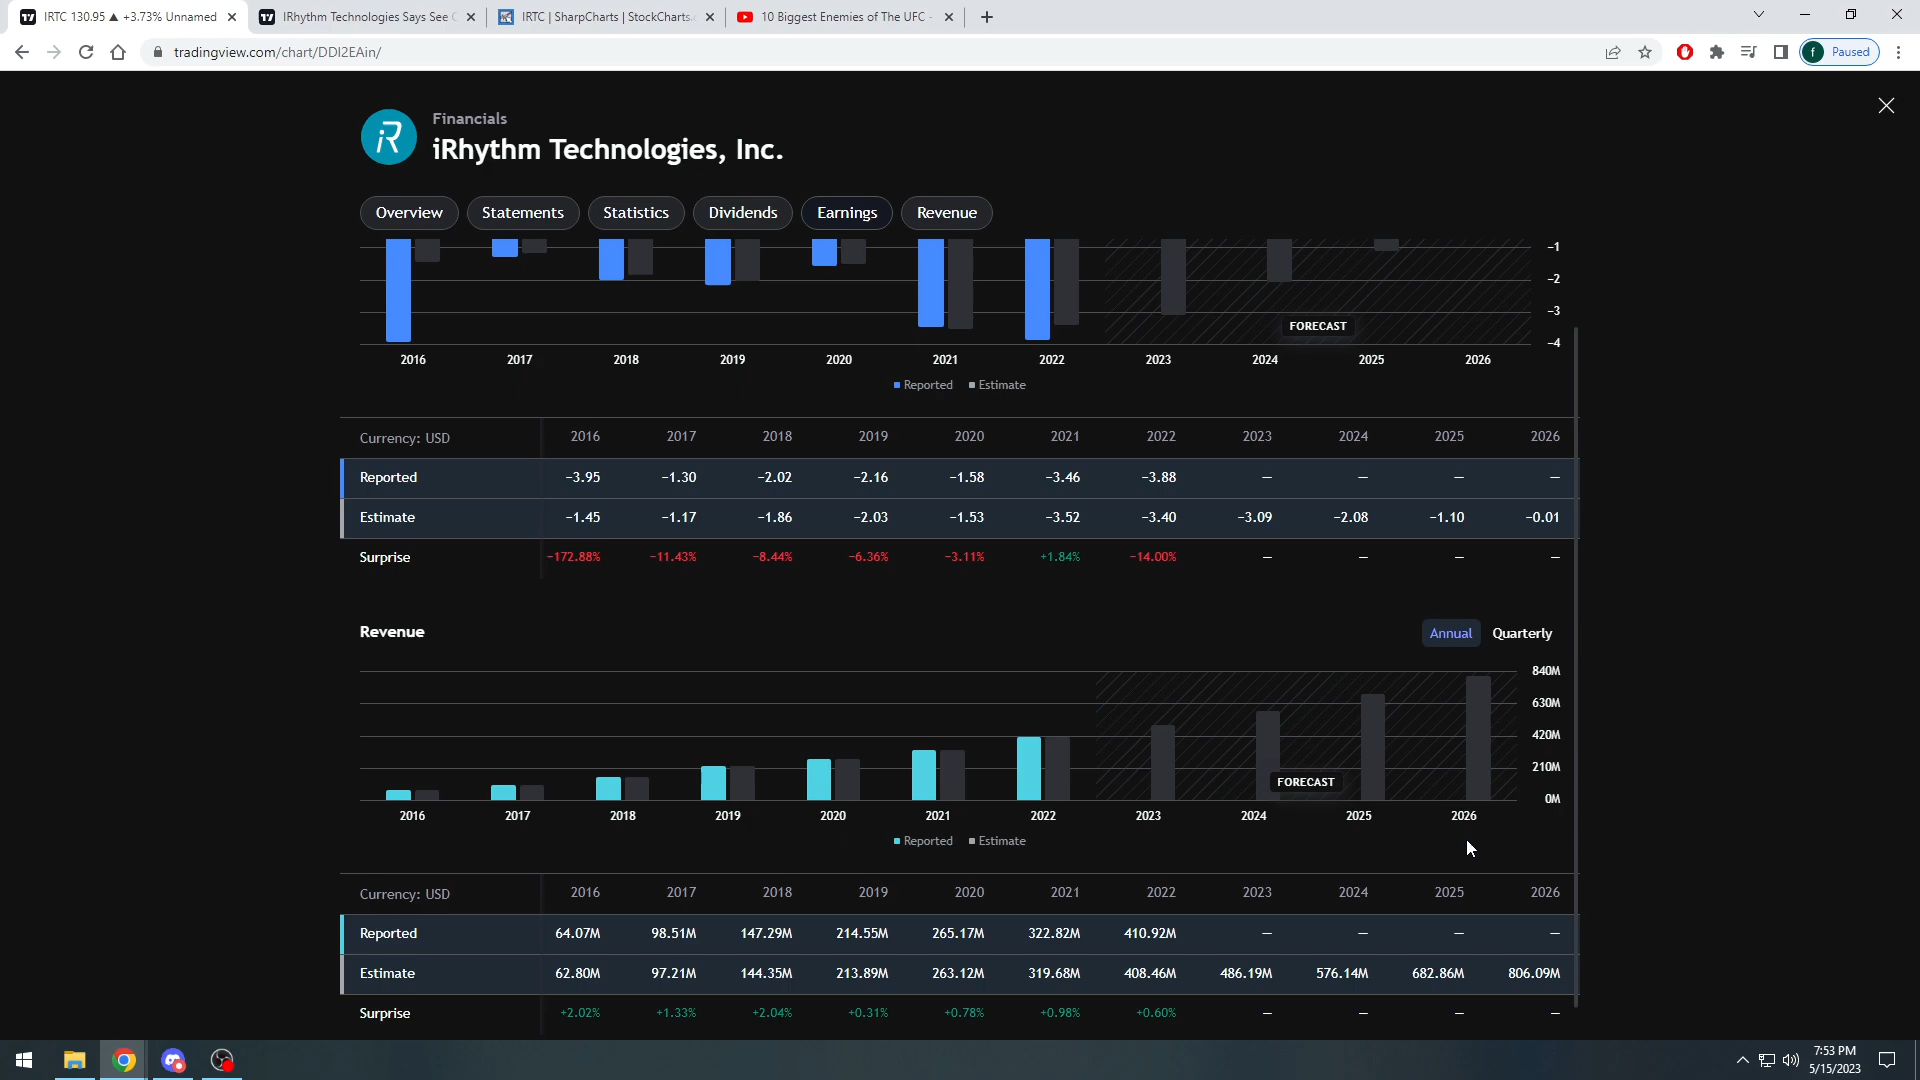 IRTC 130.95 ▲ +3.73% Unnamed
IRhythm Technologies Says See
IRTC | SharpCharts | StockCharts.
10 Biggest Enemies of The UFC -
tradingview.com/chart/DDI2EAin/
f Paused
iR
Financials
iRhythm Technologies, Inc.
Overview Statements Statistics Dividends Earnings Revenue
−1
−2
−3
FORECAST
−4
2016 2017 2018 2019 2020 2021 2022 2023 2024 2025 2026
Reported Estimate
Currency: USD 2016 2017 2018 2019 2020 2021 2022 2023 2024 2025 2026
Reported −3.95 −1.30 −2.02 −2.16 −1.58 −3.46 −3.88 — — — —
Estimate −1.45 −1.17 −1.86 −2.03 −1.53 −3.52 −3.40 −3.09 −2.08 −1.10 −0.01
Surprise −172.88% −11.43% −8.44% −6.36% −3.11% +1.84% −14.00% — — — —
Revenue Annual Quarterly
840M
630M
420M
210M
FORECAST
0M
2016 2017 2018 2019 2020 2021 2022 2023 2024 2025 2026
Reported Estimate
Currency: USD 2016 2017 2018 2019 2020 2021 2022 2023 2024 2025 2026
Reported 64.07M 98.51M 147.29M 214.55M 265.17M 322.82M 410.92M — — — —
Estimate 62.80M 97.21M 144.35M 213.89M 263.12M 319.68M 408.46M 486.19M 576.14M 682.86M 806.09M
Surprise +2.02% +1.33% +2.04% +0.31% +0.78% +0.98% +0.60% — — — —
7:53 PM
5/15/2023